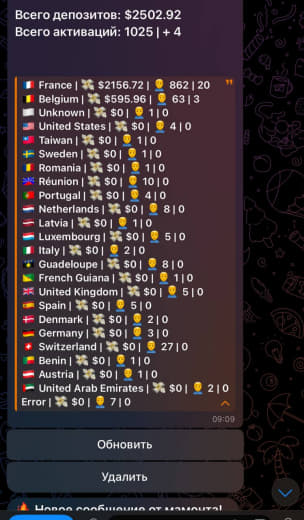 Всего депозитов: $2502.92
Всего активаций: 1025 | + 4
🇫🇷 France | 💸 $2156.72 | 👨‍💼 862 | 20
🇧🇪 Belgium | 💸 $595.96 | 👨‍💼 63 | 3
🏳️ Unknown | 💸 $0 | 👨‍💼 1 | 0
🇺🇸 United States | 💸 $0 | 👨‍💼 4 | 0
🇹🇼 Taiwan | 💸 $0 | 👨‍💼 1 | 0
🇸🇪 Sweden | 💸 $0 | 👨‍💼 1 | 0
🇷🇴 Romania | 💸 $0 | 👨‍💼 1 | 0
🇷🇪 Réunion | 💸 $0 | 👨‍💼 10 | 0
🇵🇹 Portugal | 💸 $0 | 👨‍💼 4 | 0
🇳🇱 Netherlands | 💸 $0 | 👨‍💼 8 | 0
🇱🇻 Latvia | 💸 $0 | 👨‍💼 1 | 0
🇱🇺 Luxembourg | 💸 $0 | 👨‍💼 5 | 0
🇮🇹 Italy | 💸 $0 | 👨‍💼 2 | 0
🇬🇵 Guadeloupe | 💸 $0 | 👨‍💼 8 | 0
🇬🇫 French Guiana | 💸 $0 | 👨‍💼 1 | 0
🇬🇧 United Kingdom | 💸 $0 | 👨‍💼 5 | 0
🇪🇸 Spain | 💸 $0 | 👨‍💼 5 | 0
🇩🇰 Denmark | 💸 $0 | 👨‍💼 2 | 0
🇩🇪 Germany | 💸 $0 | 👨‍💼 3 | 0
🇨🇭 Switzerland | 💸 $0 | 👨‍💼 27 | 0
🇧🇯 Benin | 💸 $0 | 👨‍💼 1 | 0
🇦🇹 Austria | 💸 $0 | 👨‍💼 1 | 0
🇦🇪 United Arab Emirates | 💸 $0 | 👨‍💼 2 | 0
Error | 💸 $0 | 👨‍💼 7 | 0
09:09
Обновить
Удалить
🔥 Новое сообщение от мамонта!